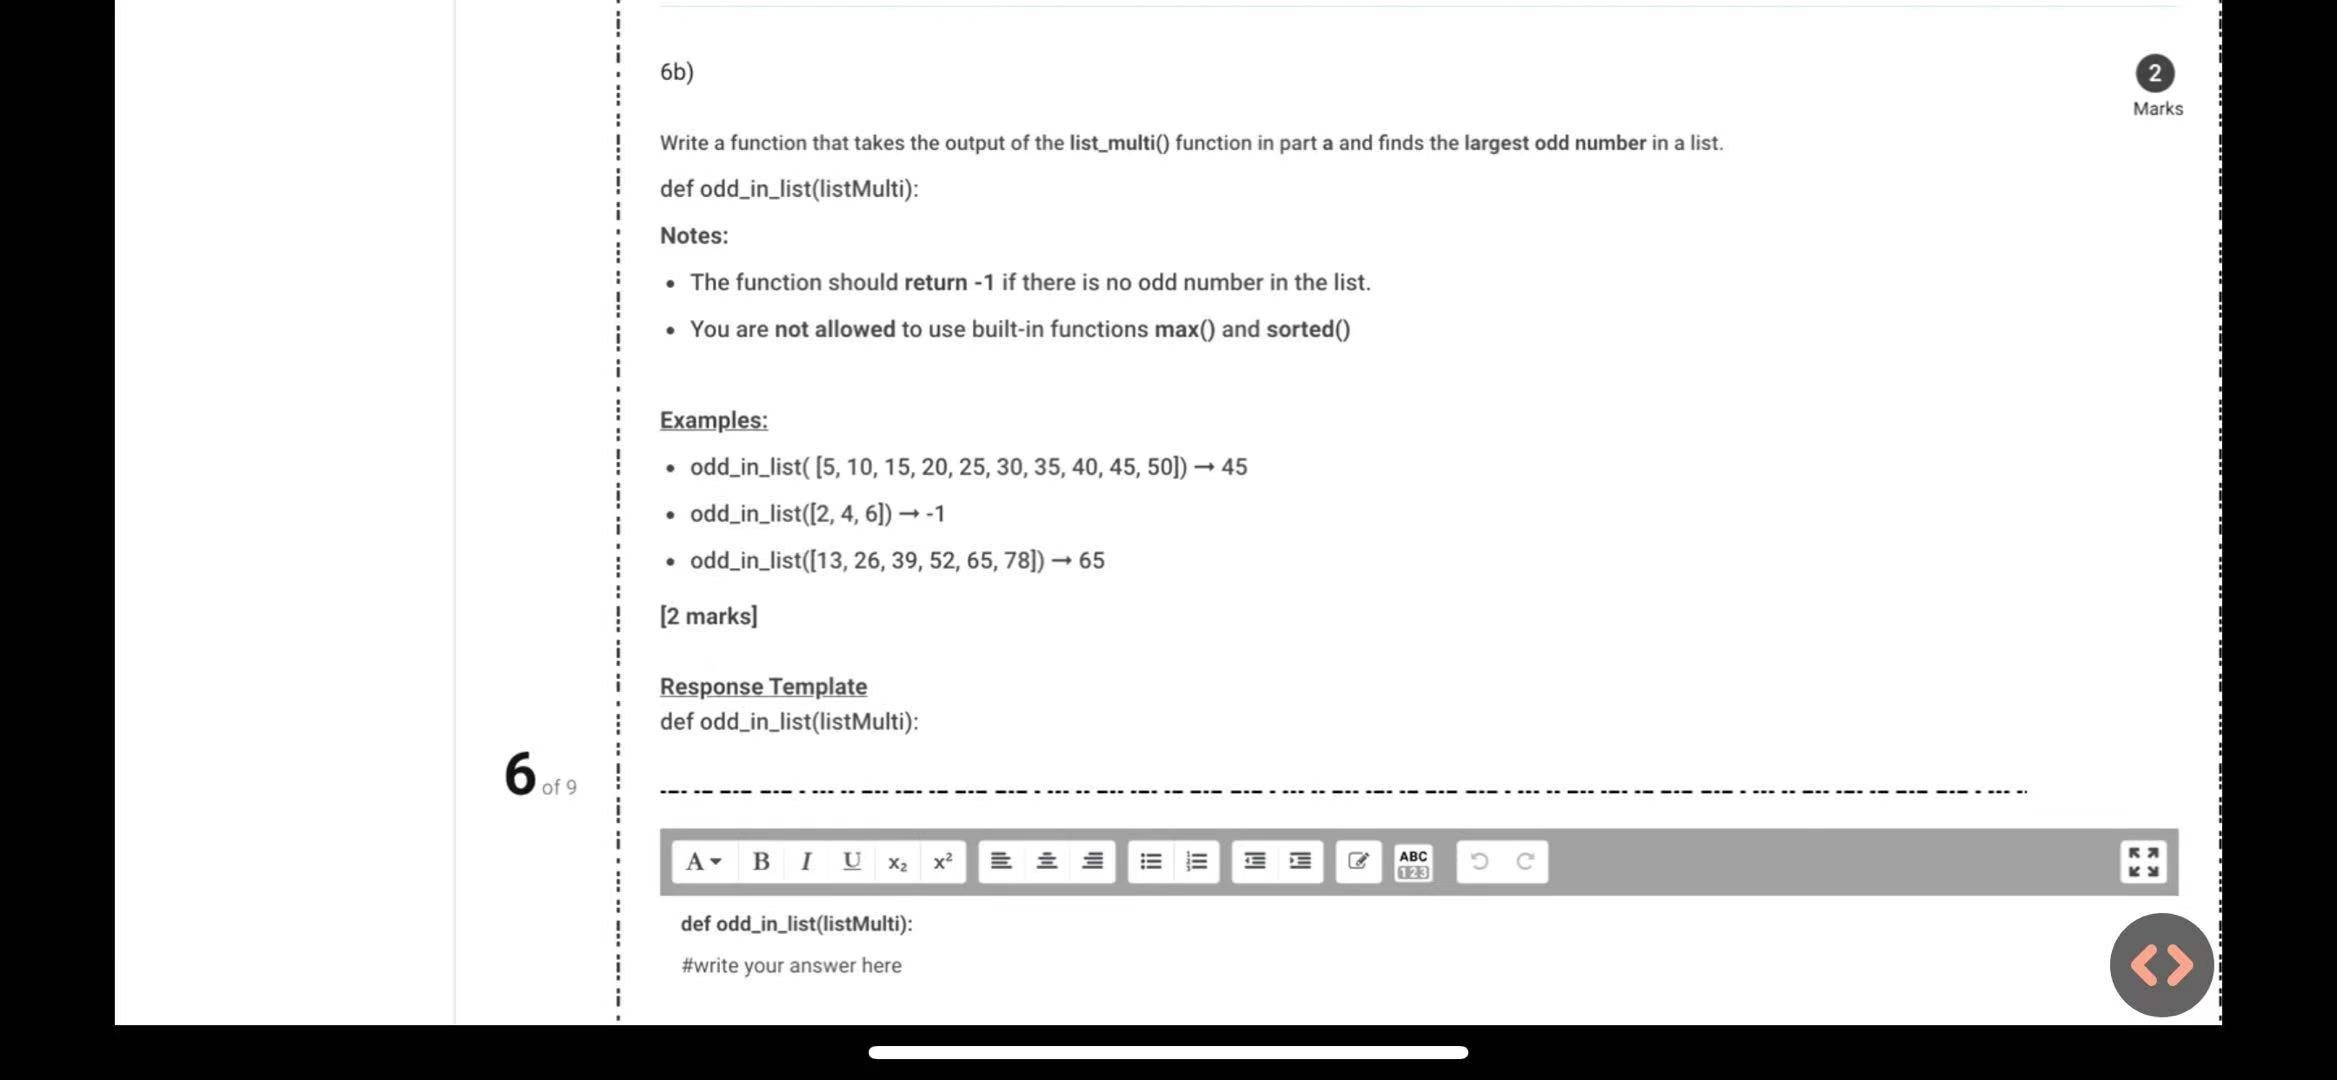 6b)
2
Marks
Write a function that takes the output of the list_multi() function in part a and finds the largest odd number in a list.
def odd_in_list(listMulti):
Notes:
• The function should return -1 if there is no odd number in the list.
• You are not allowed to use built-in functions max() and sorted()
Examples:
• odd_in_list( [5, 10, 15, 20, 25, 30, 35, 40, 45, 50]) → 45
• odd_in_list([2, 4, 6]) → -1
• odd_in_list([13, 26, 39, 52, 65, 78]) → 65
[2 marks]
Response Template
def odd_in_list(listMulti):
6 of 9
A B I U x₂ x² ABC 123
def odd_in_list(listMulti):
#write your answer here